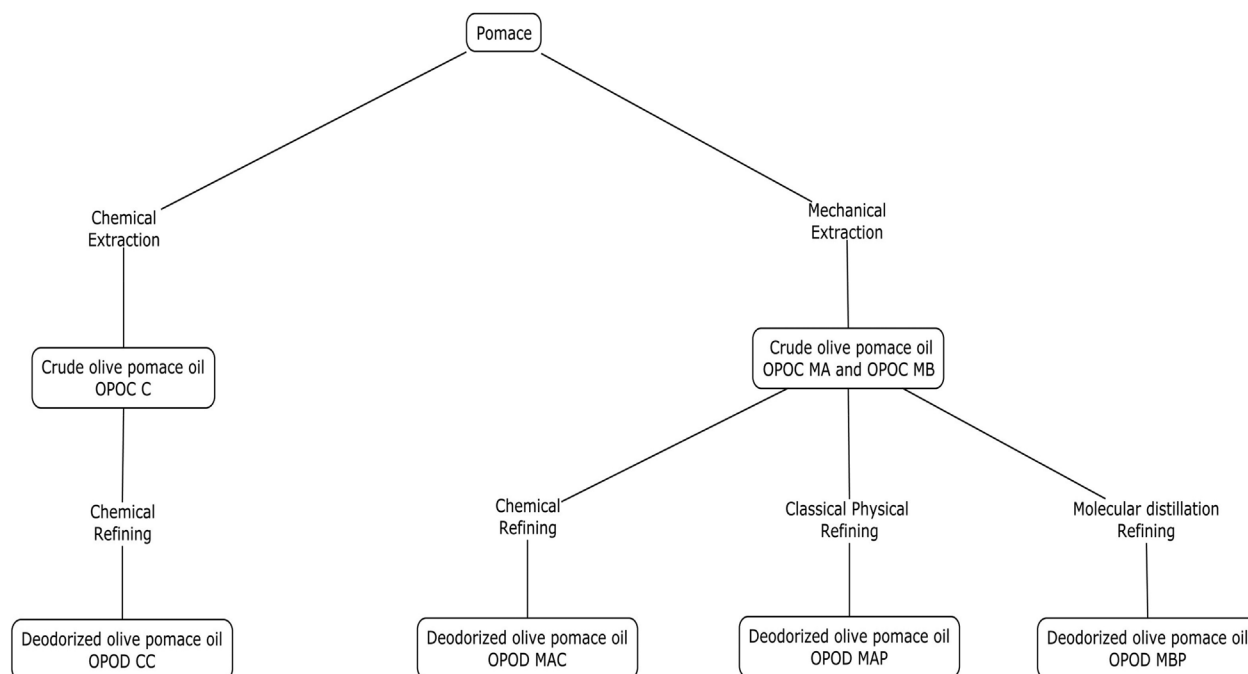 Pomace
Chemical
Extraction
Mechanical
Extraction
Crude olive pomace oil
OPOC C
Crude olive pomace oil
OPOC MA and OPOC MB
Chemical
Refining
Chemical
Refining
Classical Physical
Refining
Molecular distillation
Refining
Deodorized olive pomace oil
OPOD CC
Deodorized olive pomace oil
OPOD MAC
Deodorized olive pomace oil
OPOD MAP
Deodorized olive pomace oil
OPOD MBP